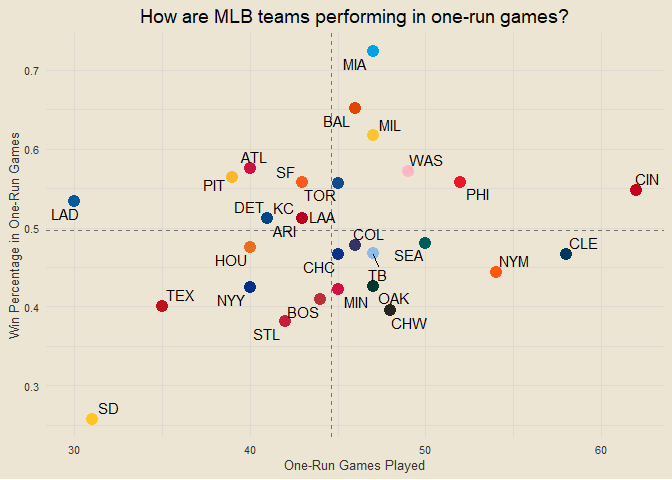 How are MLB teams performing in one-run games?
Win Percentage in One-Run Games
0.7
0.6
0.5
0.4
0.3
MIA
BAL
MIL
ATL
SF
WAS
PIT
TOR
PHI
CIN
LAD
DET
KC
LAA
ARI
COL
HOU
CHC
TB
SEA
CLE
NYM
TEX
NYY
BOS
MIN
OAK
STL
CHW
SD
30
40
50
60
One-Run Games Played